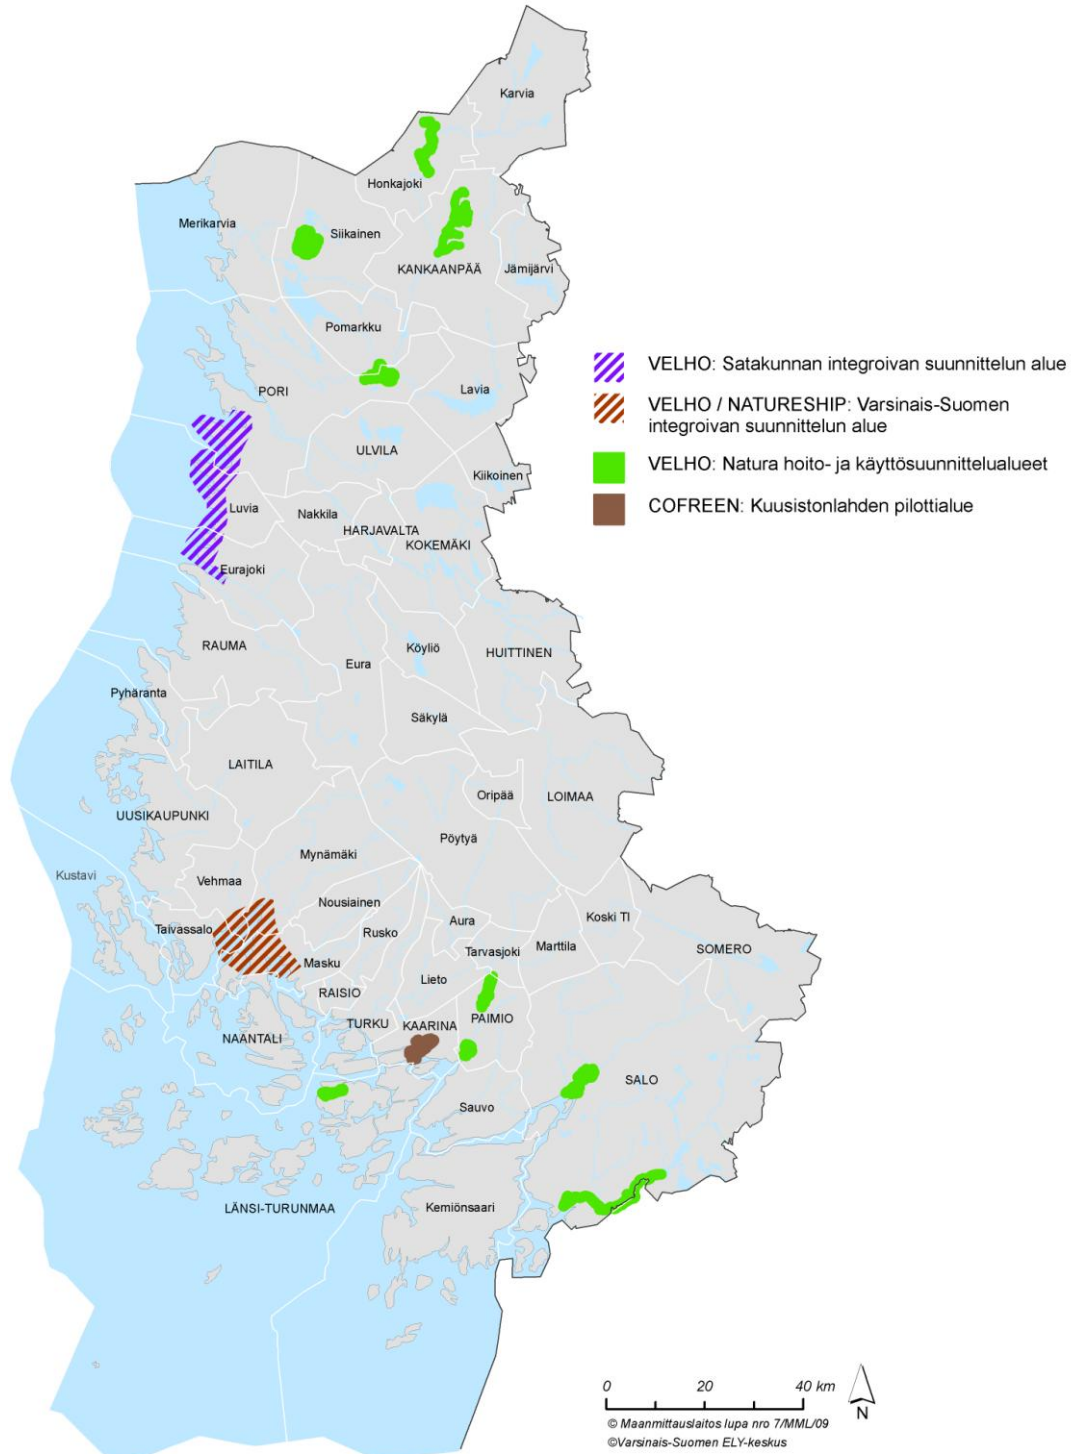 Karvia
Honkajoki
Merikarvia
Siikainen
KANKAANPÄÄ
Jämijärvi
Pomarkku
PORI
Lavia
ULVILA
Kiikoinen
Luvia
Nakkila
HARJAVALTA
KOKEMÄKI
Eurajoki
RAUMA
Köyliö
HUITTINEN
Eura
Pyhäranta
Säkylä
LAITILA
Oripää
LOIMAA
UUSIKAUPUNKI
Pöytyä
Mynämäki
Kustavi
Vehmaa
Nousiainen
Taivassalo
Rusko
Aura
Koski Tl
Marttila
SOMERO
Tarvasjoki
Masku
Lieto
RAISIO
PAIMIO
TURKU
KAARINA
NAANTALI
SALO
Sauvo
LÄNSI-TURUNMAA
Kemiönsaari
VELHO: Satakunnan integroivan suunnittelun alue
VELHO / NATURESHIP: Varsinais-Suomen
integroivan suunnittelun alue
VELHO: Natura hoito- ja käyttösuunnittelualueet
COFREEN: Kuusistonlahden pilottialue
0 20 40 km
N
© Maanmittauslaitos lupa nro 7/MML/09
©Varsinais-Suomen ELY-keskus